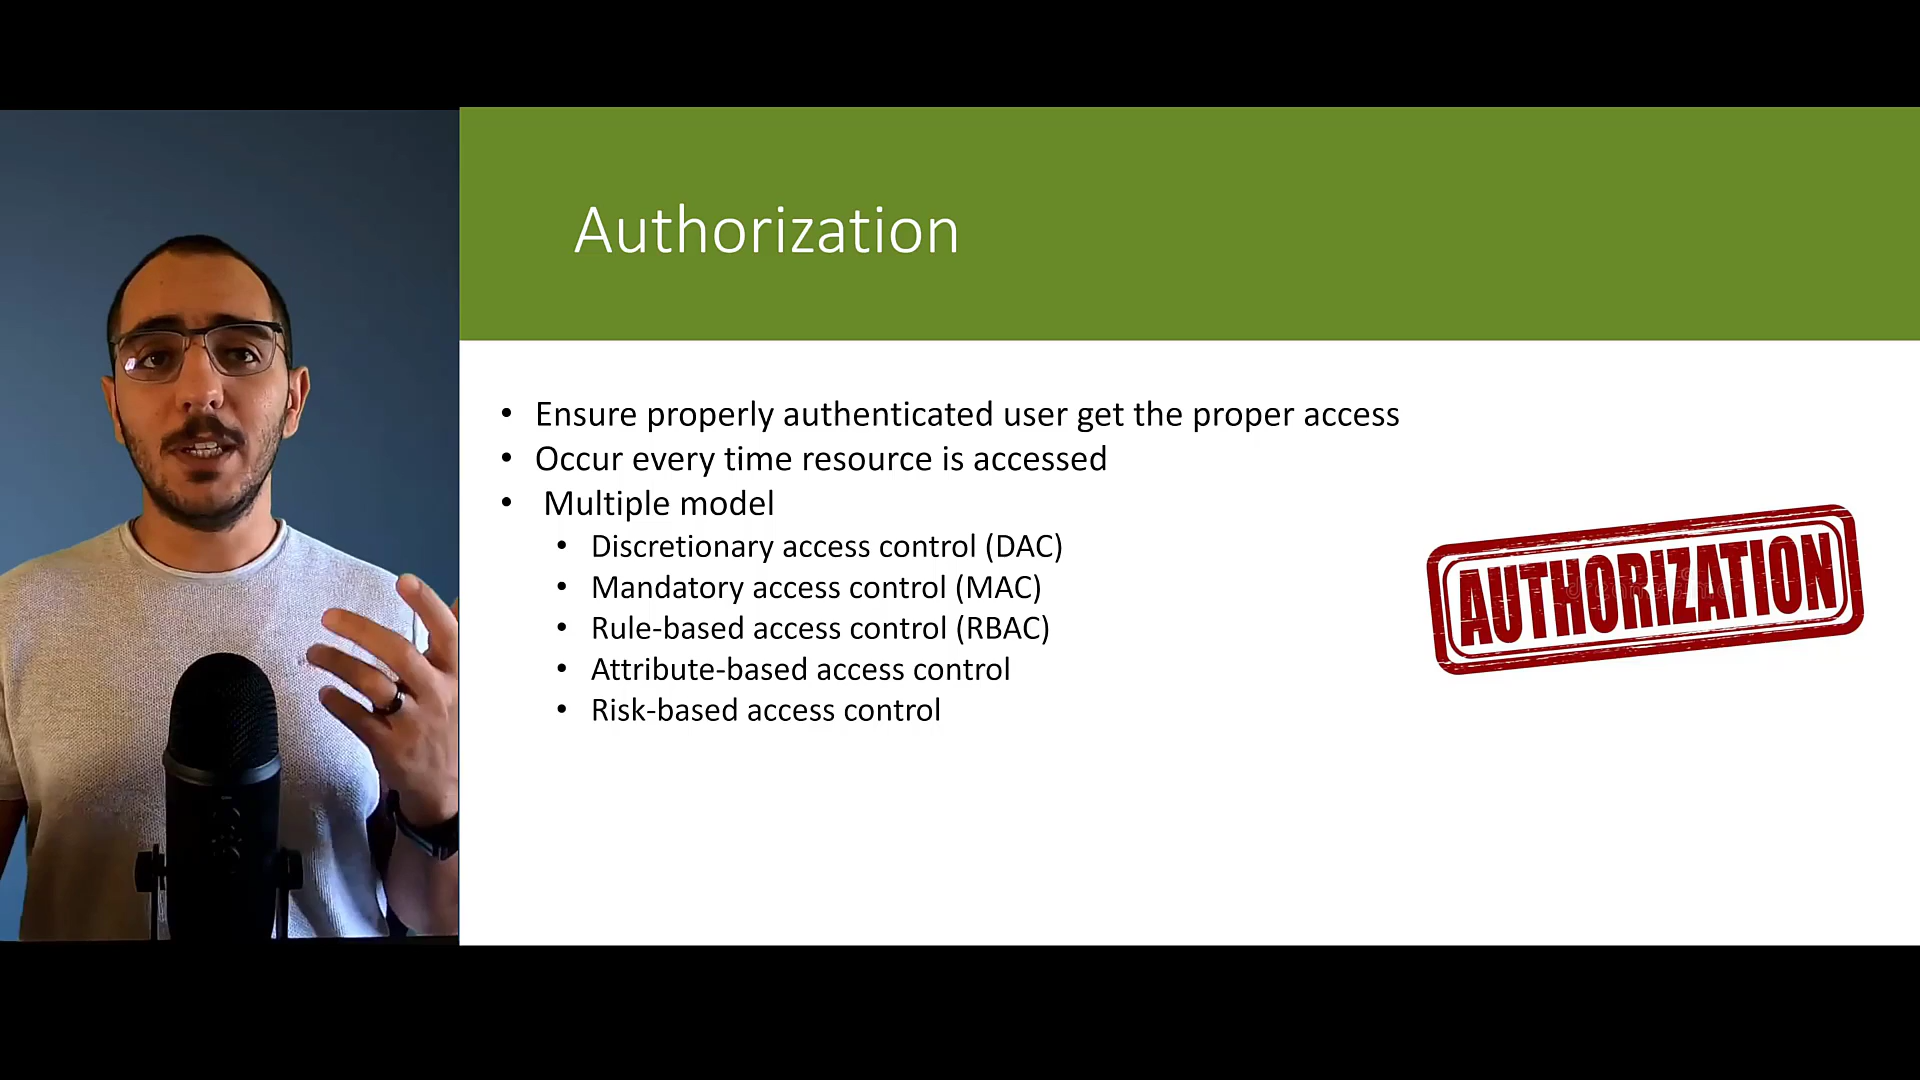 Authorization
• Ensure properly authenticated user get the proper access
• Occur every time resource is accessed
• Multiple model
• Discretionary access control (DAC)
• Mandatory access control (MAC)
• Rule-based access control (RBAC)
• Attribute-based access control
• Risk-based access control
AUTHORIZATION